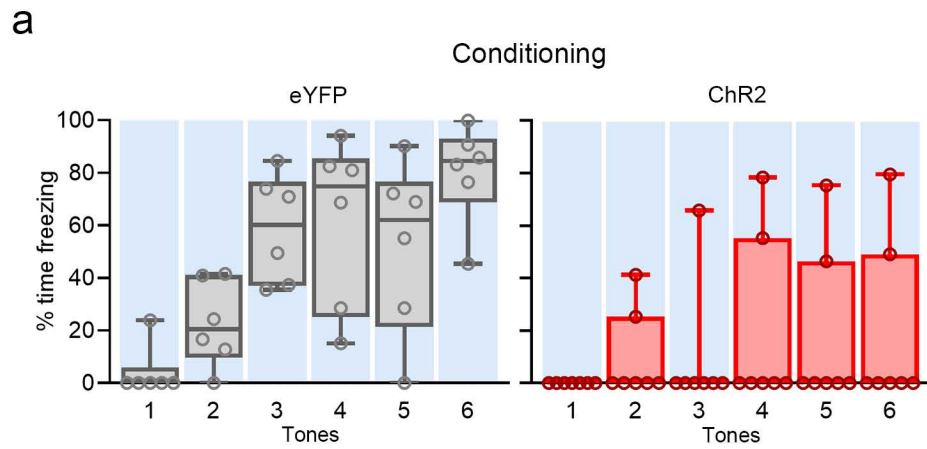 a
Conditioning
eYFP
ChR2
% time freezing
100
80
60
40
20
0
1 2 3 4 5 6
Tones
1 2 3 4 5 6
Tones